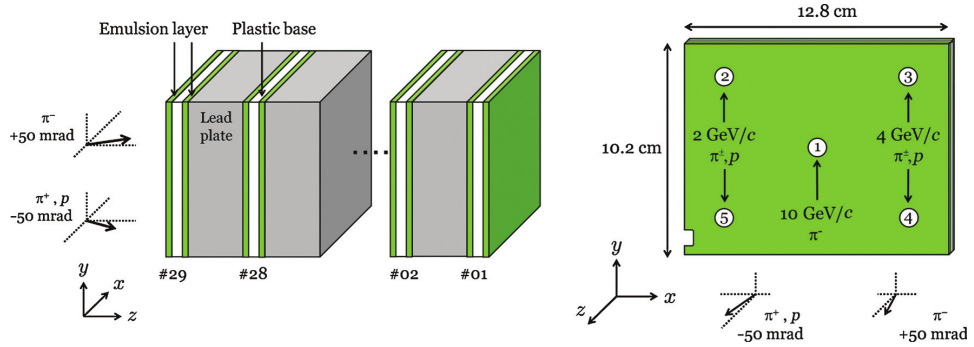 Emulsion layer
Plastic base
Lead
plate
π⁻
+50 mrad
π⁺ , p
-50 mrad
#29
#28
#02
#01
y
x
z
12.8 cm
10.2 cm
2
3
2 GeV/c
π±, p
1
4 GeV/c
π±, p
5
10 GeV/c
π⁻
4
y
x
z
π⁺ , p
-50 mrad
π⁻
+50 mrad